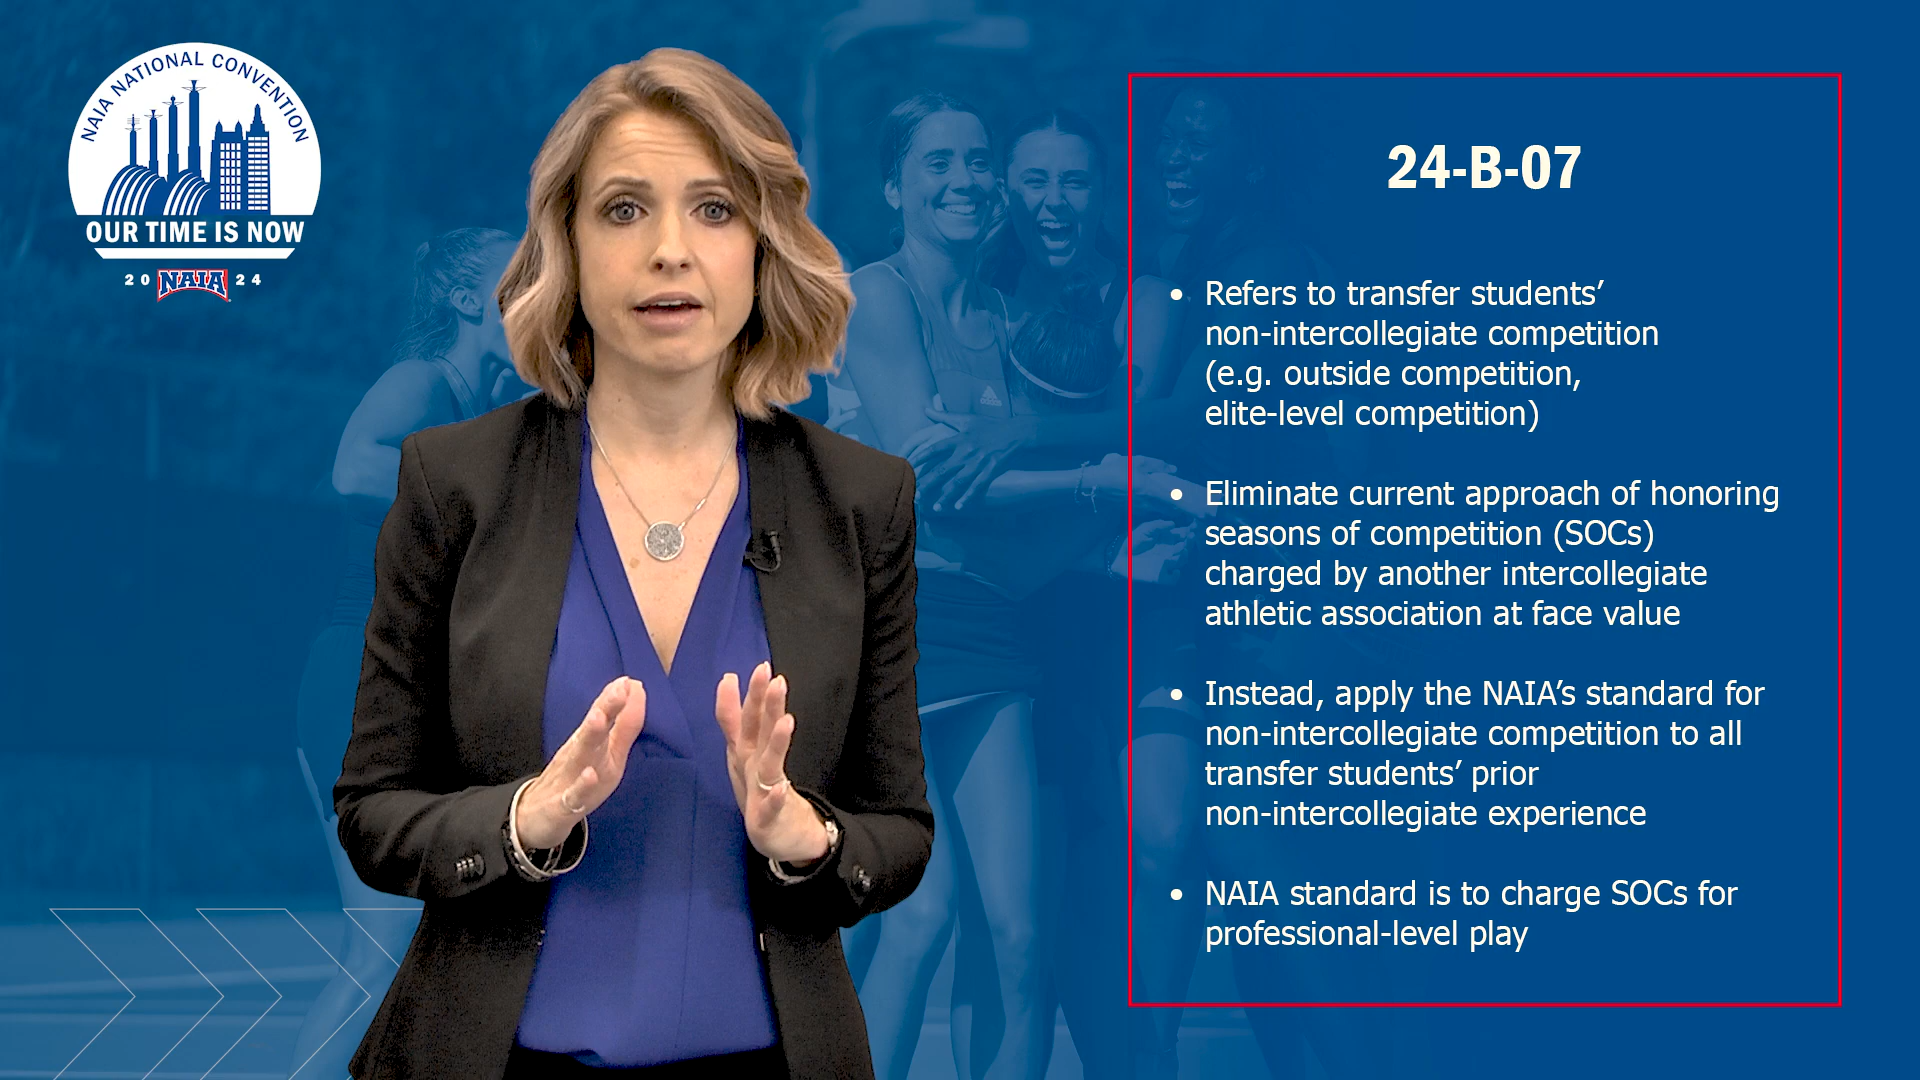 NAIA NATIONAL CONVENTION
OUR TIME IS NOW
20 NAIA 24
24-B-07
• Refers to transfer students’
non-intercollegiate competition
(e.g. outside competition,
elite-level competition)
• Eliminate current approach of honoring
seasons of competition (SOCs)
charged by another intercollegiate
athletic association at face value
• Instead, apply the NAIA’s standard for
non-intercollegiate competition to all
transfer students’ prior
non-intercollegiate experience
• NAIA standard is to charge SOCs for
professional-level play